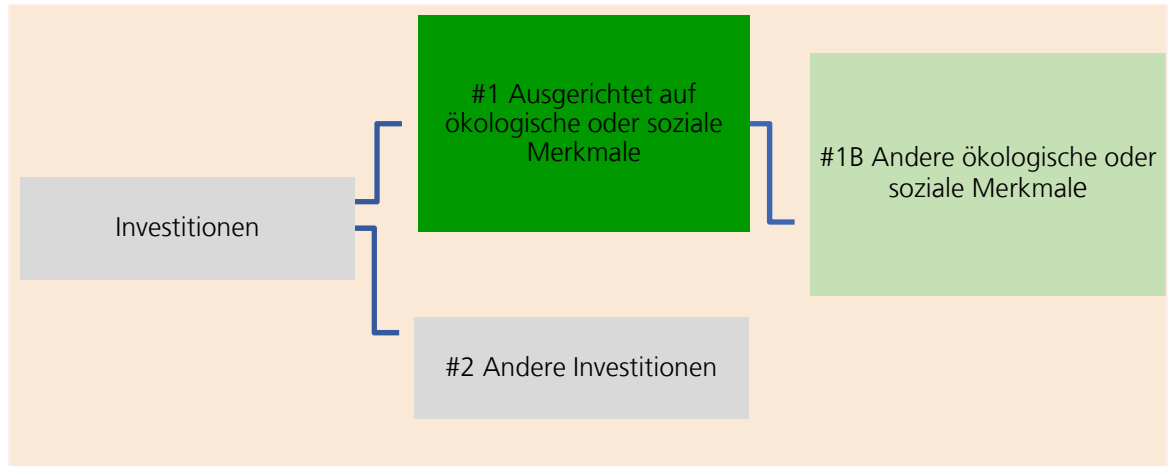 Investitionen
#1 Ausgerichtet auf
ökologische oder soziale
Merkmale
#1B Andere ökologische oder
soziale Merkmale
#2 Andere Investitionen